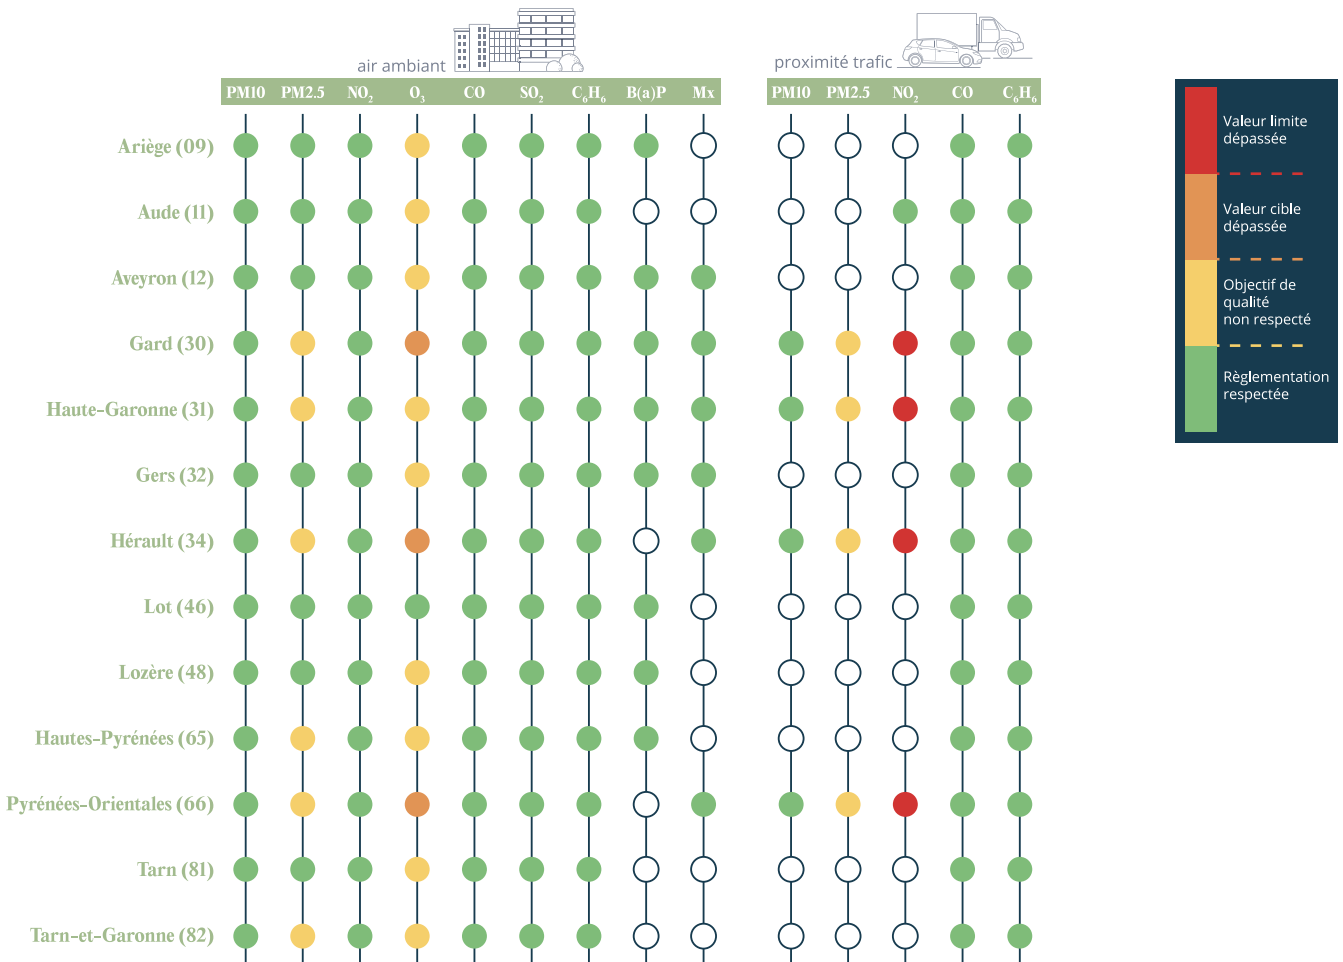 air ambiant
proximité trafic
PM10 PM2.5 NO₂ O₃ CO SO₂ C₆H₆ B(a)P Mx
PM10 PM2.5 NO₂ CO C₆H₆
Ariège (09)
Aude (11)
Aveyron (12)
Gard (30)
Haute-Garonne (31)
Gers (32)
Hérault (34)
Lot (46)
Lozère (48)
Hautes-Pyrénées (65)
Pyrénées-Orientales (66)
Tarn (81)
Tarn-et-Garonne (82)
Valeur limite
dépassée
Valeur cible
dépassée
Objectif de
qualité
non respecté
Règlementation
respectée